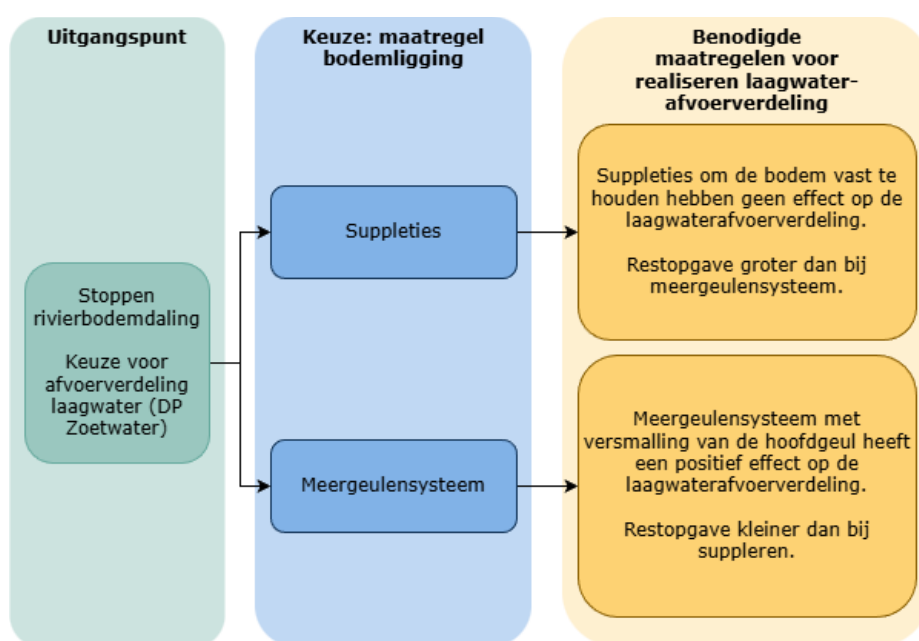 Uitgangspunt
Keuze: maatregel
bodemligging
Benodigde
maatregelen voor
realiseren laagwater-
afvoerverdeling
Stoppen
rivierbodemdaling
Keuze voor
afvoerverdeling
laagwater (DP
Zoetwater)
Suppleties
Meergeulensysteem
Suppleties om de bodem vast te
houden hebben geen effect op de
laagwaterafvoerverdeling.
Restopgave groter dan bij
meergeulensysteem.
Meergeulensysteem met
versmalling van de hoofdgeul heeft
een positief effect op de
laagwaterafvoerverdeling.
Restopgave kleiner dan bij
suppleren.